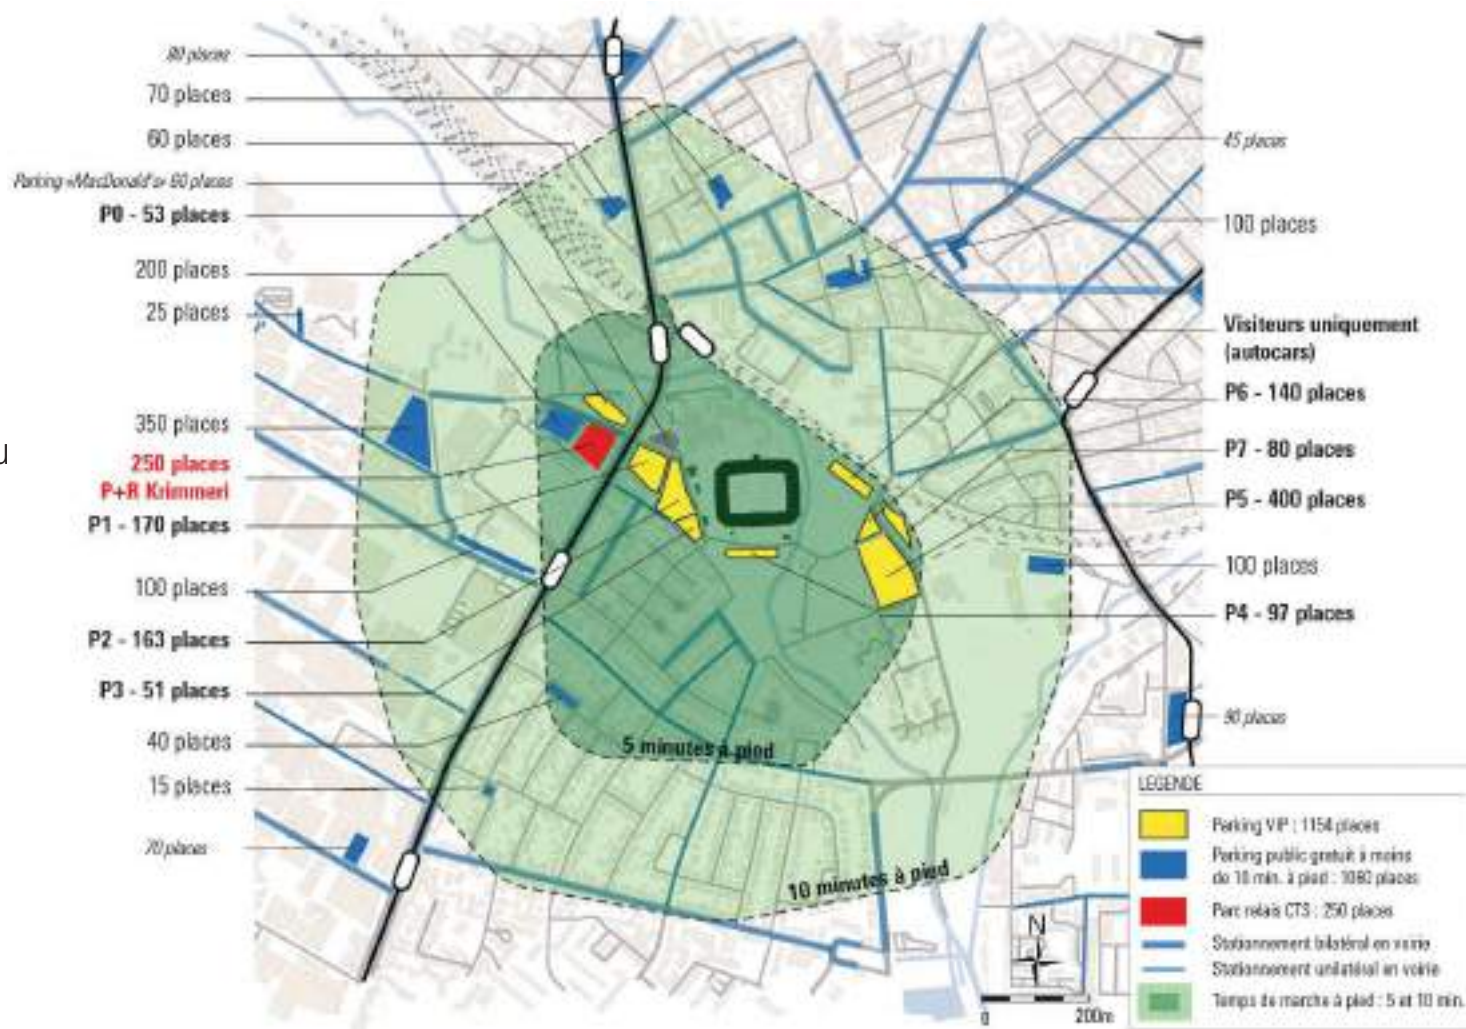 80 places
70 places
60 places
Parking «MacDonald's» 60 places
P0 - 53 places
200 places
25 places
350 places
250 places
P+R Krimmeri
P1 - 170 places
100 places
P2 - 163 places
P3 - 51 places
40 places
15 places
70 places
u
45 places
100 places
Visiteurs uniquement
(autocars)
P6 - 140 places
P7 - 80 places
P5 - 400 places
100 places
P4 - 97 places
90 places
5 minutes à pied
10 minutes à pied
N
0
200m
LEGENDE
Parking VIP : 1154 places
Parking public gratuit à moins
de 10 min. à pied : 1060 places
Parc relais CTS : 250 places
Stationnement bilatéral en voirie
Stationnement unilatéral en voirie
Temps de marche à pied : 5 et 10 min.